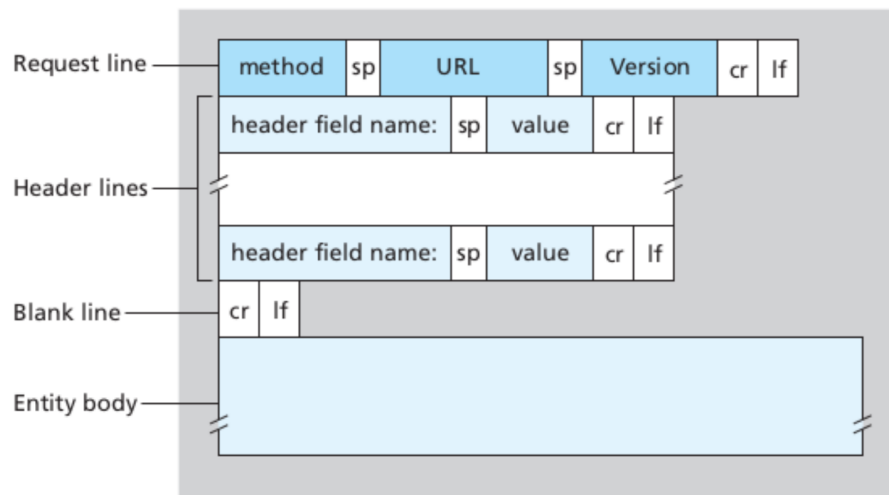 Request line method sp URL sp Version cr lf
header field name: sp value cr lf
Header lines
header field name: sp value cr lf
Blank line cr lf
Entity body